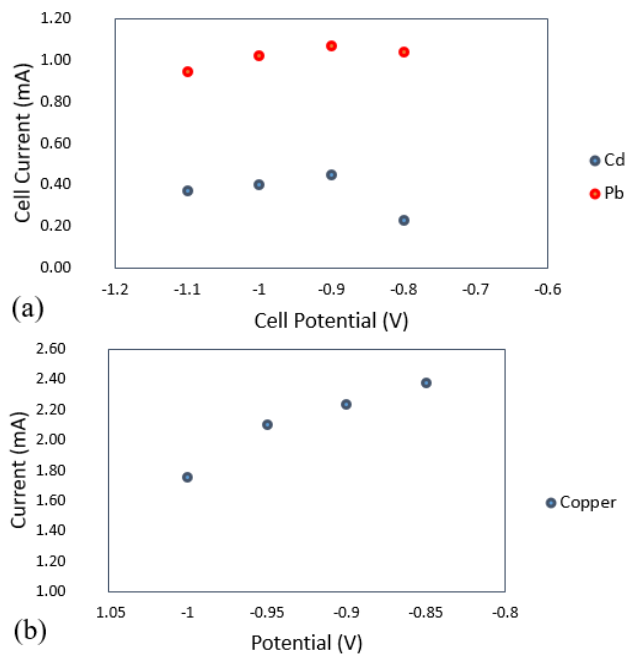 1.20
1.00
0.80
0.60
0.40
0.20
0.00
Cell Current (mA)
Cd
Pb
-1.2 -1.1 -1 -0.9 -0.8 -0.7 -0.6
(a)
Cell Potential (V)
2.60
2.40
2.20
2.00
1.80
1.60
1.40
1.20
1.00
Current (mA)
Copper
1.05 -1 -0.95 -0.9 -0.85 -0.8
(b)
Potential (V)